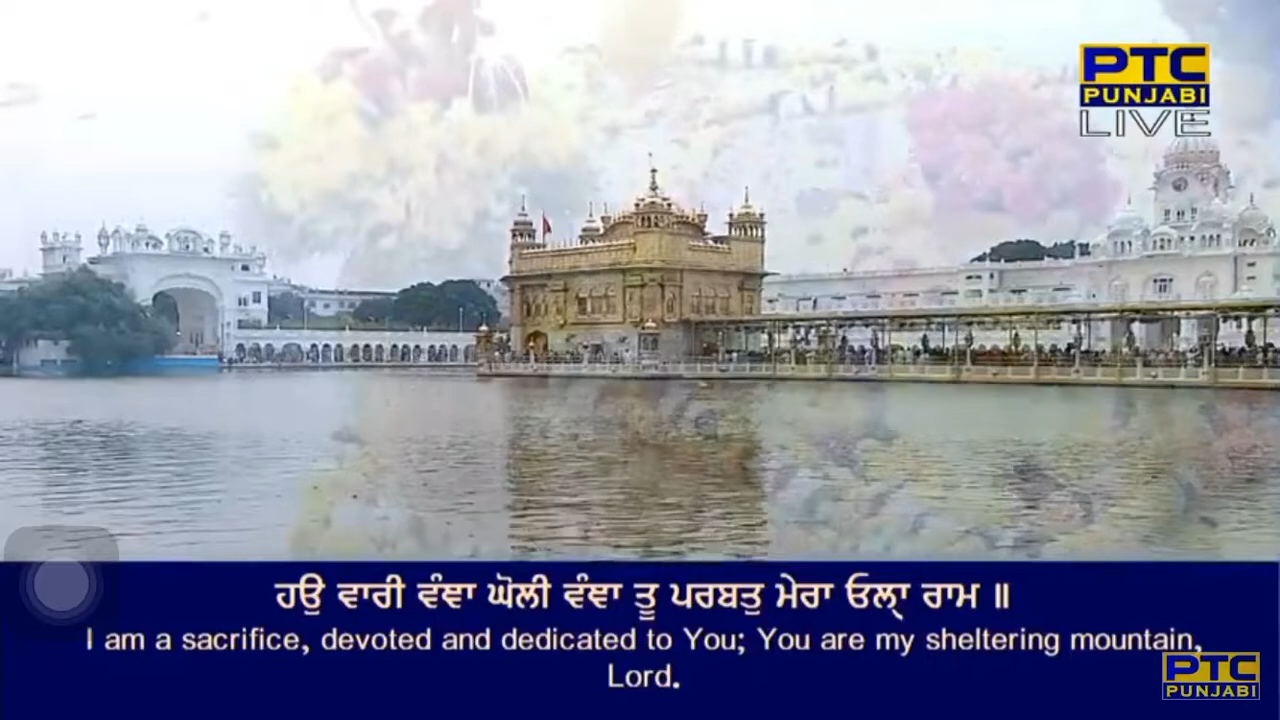 PTC
PUNJABI
LIVE
ਹਉ ਵਾਰੀ ਵੰਞਾ ਘੋਲੀ ਵੰਞਾ ਤੂ ਪਰਬਤੁ ਮੇਰਾ ਓਲ੍ਹਾ ਰਾਮ ॥
I am a sacrifice, devoted and dedicated to You; You are my sheltering mountain,
Lord.
PTC
PUNJABI